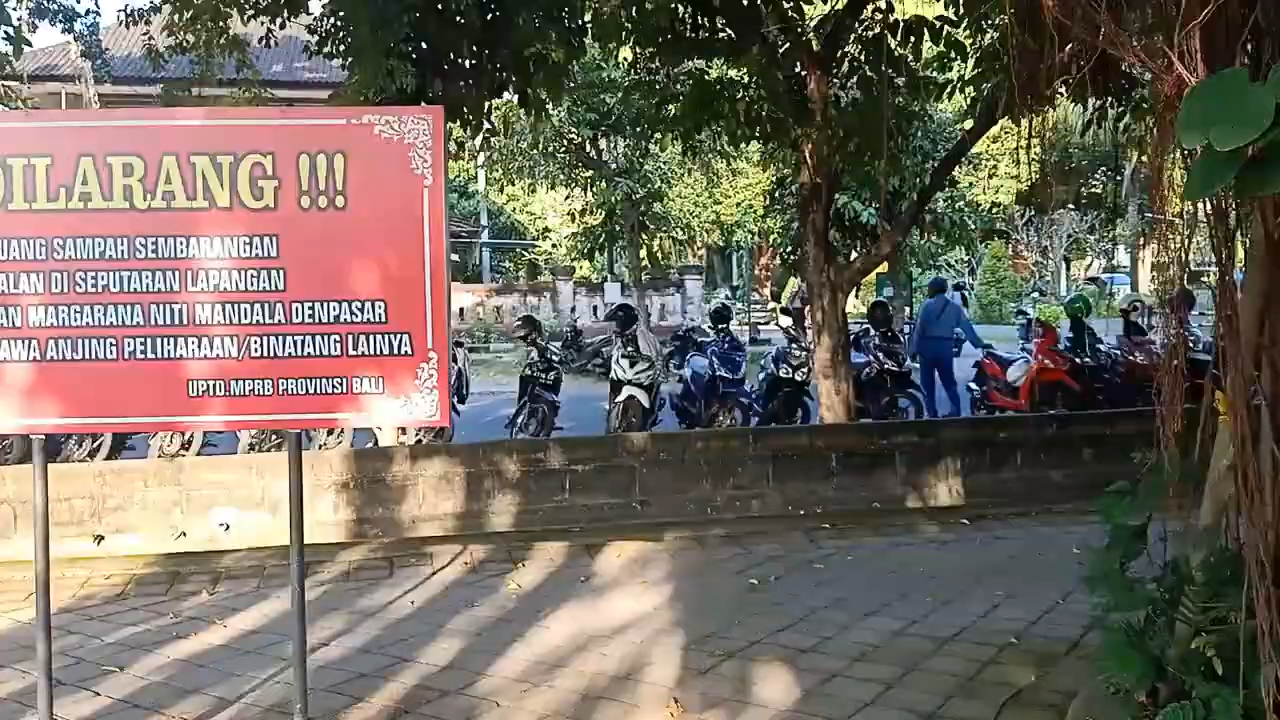 DILARANG !!!
UANG SAMPAH SEMBARANGAN
ALAN DI SEPUTARAN LAPANGAN
AN MARGARANA NITI MANDALA DENPASAR
AWA ANJING PELIHARAAN/BINATANG LAINYA
UPTD.MPRB PROVINSI BALI